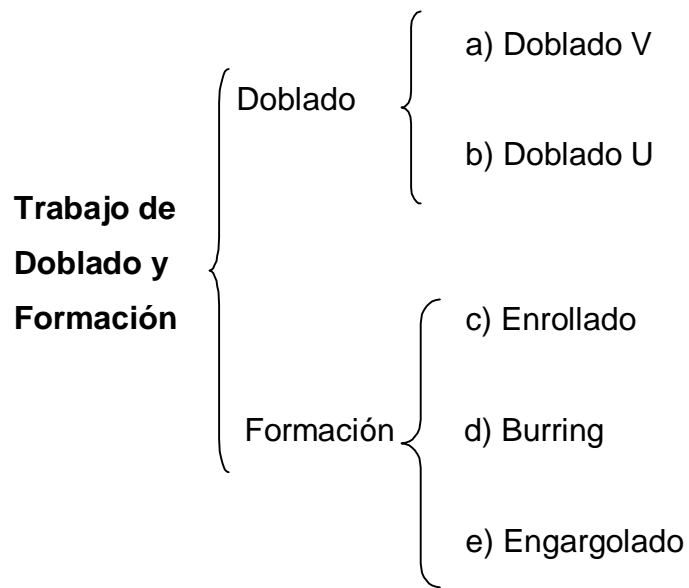 Trabajo de
Doblado y
Formación
Doblado
a) Doblado V
b) Doblado U
Formación
c) Enrollado
d) Burring
e) Engargolado